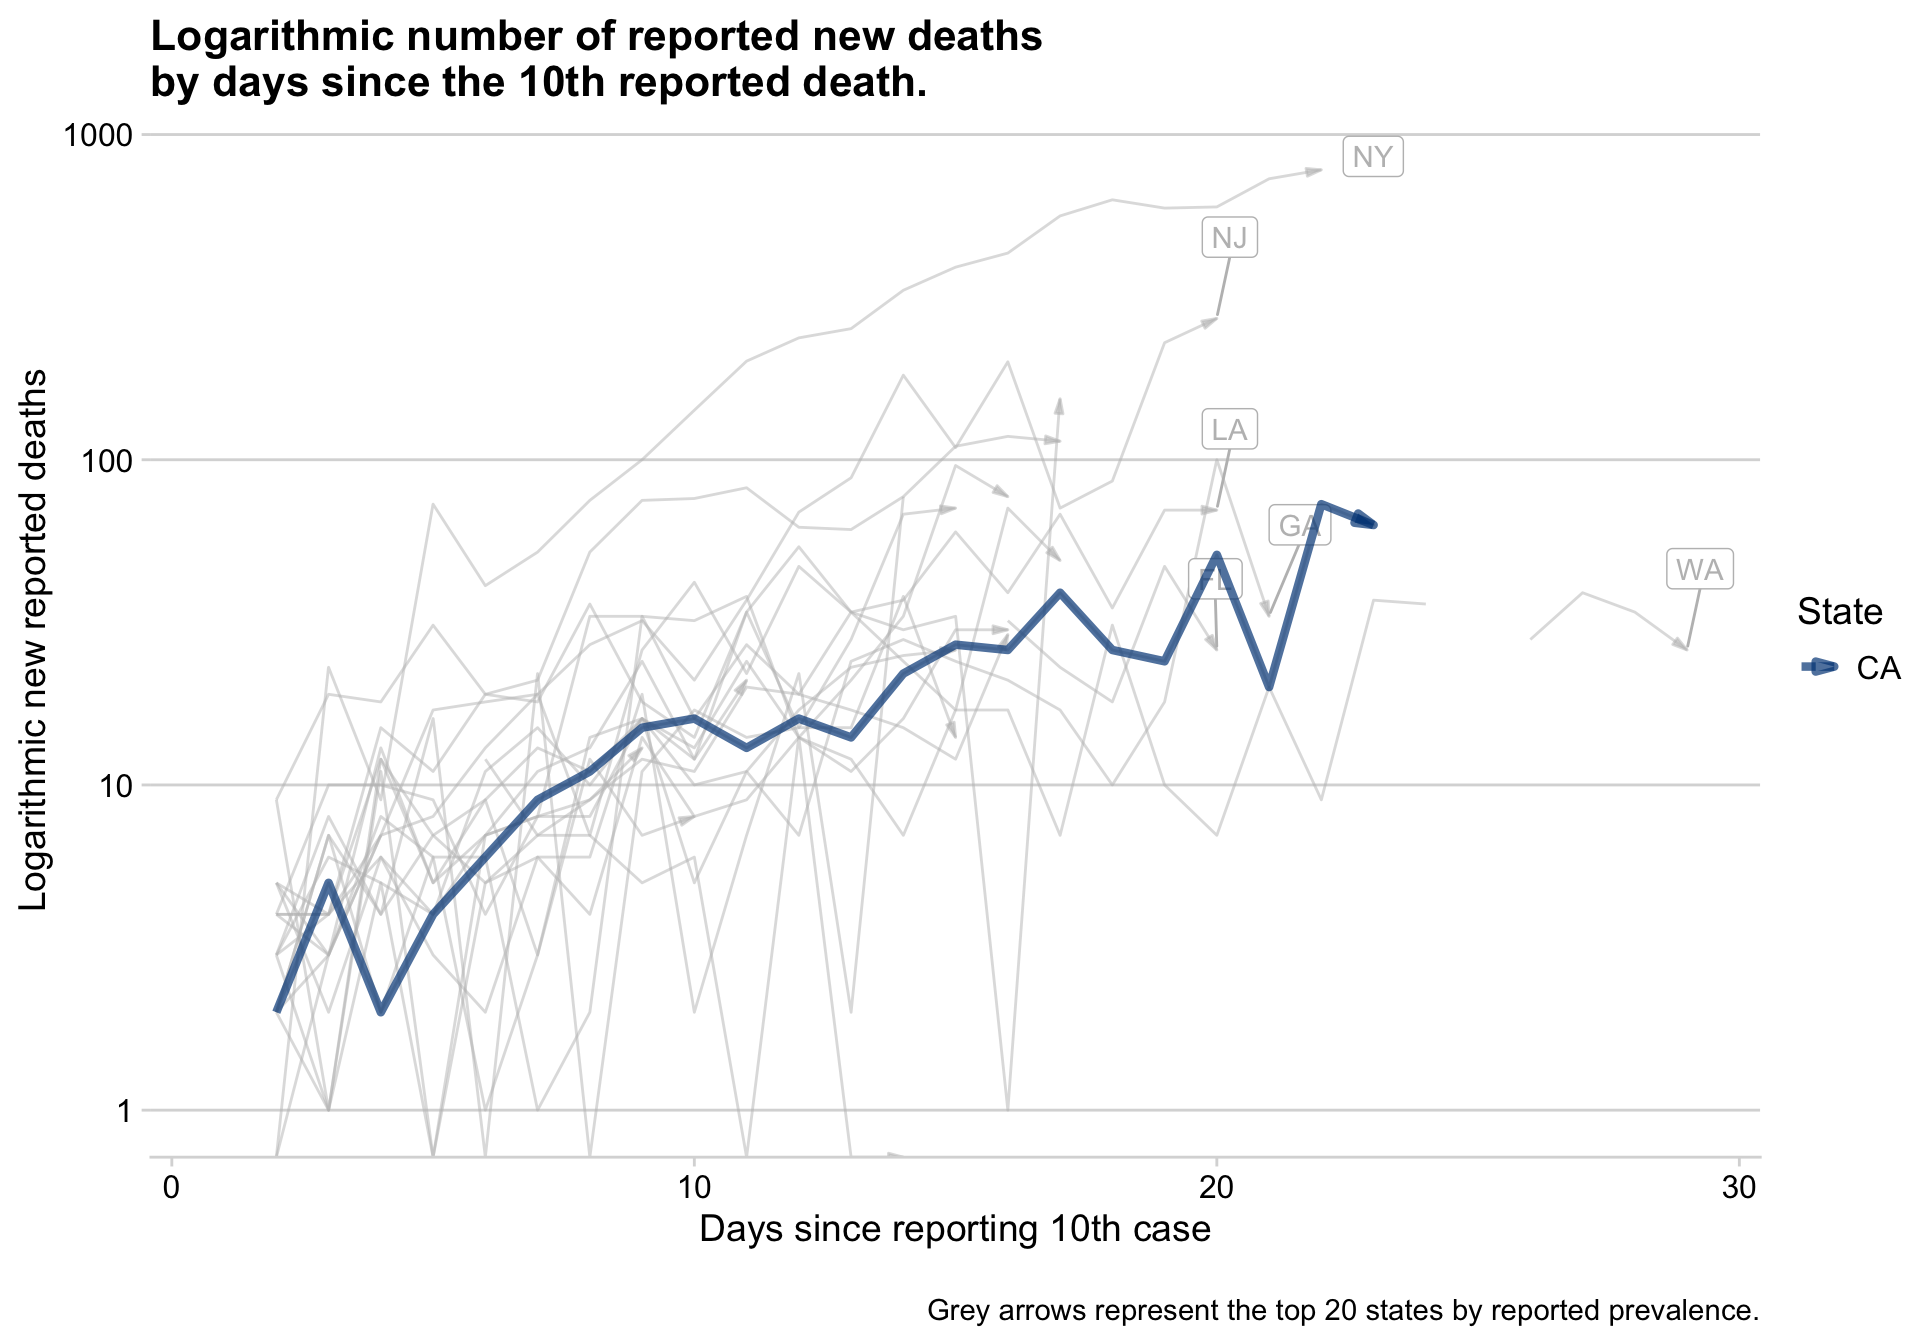 Logarithmic number of reported new deaths
by days since the 10th reported death.
Logarithmic new reported deaths
1000
100
10
1
NY
NJ
LA
GA
FL
WA
State
CA
0
10
20
30
Days since reporting 10th case
Grey arrows represent the top 20 states by reported prevalence.